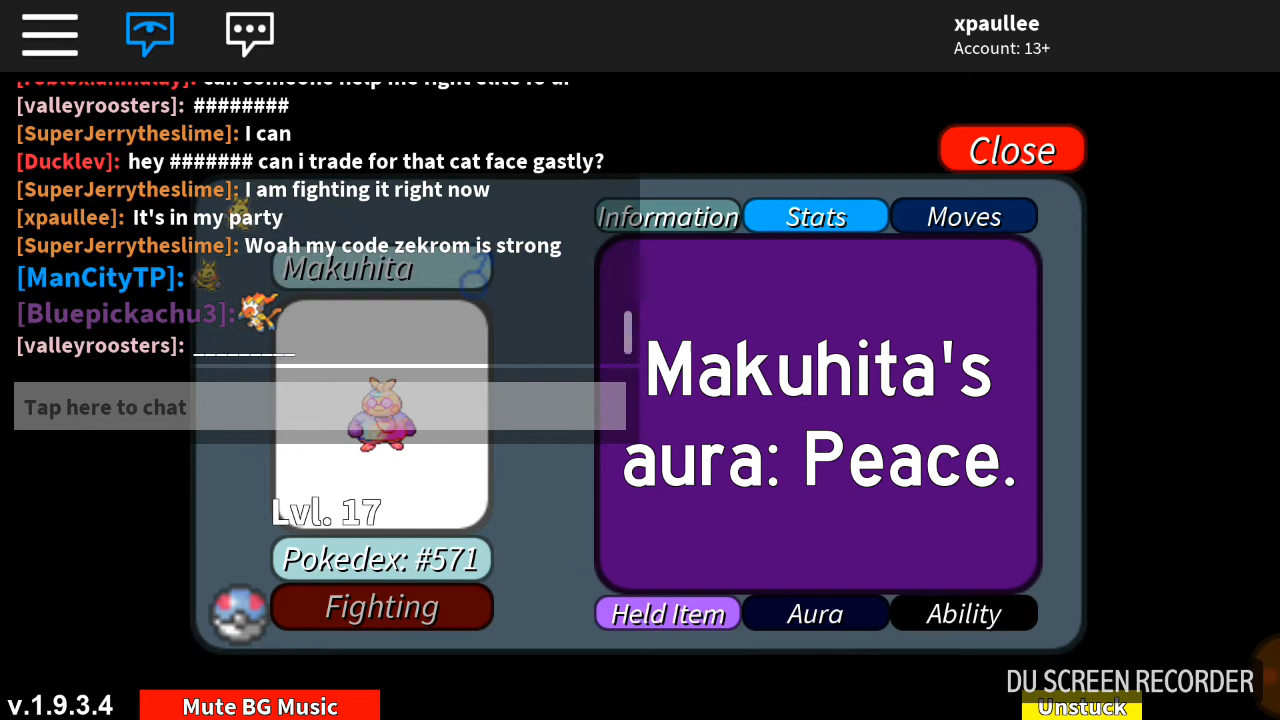 xpaullee
Account: 13+
[valleyroosters]: ########
[SuperJerrytheslime]: I can
[Ducklev]: hey ####### can i trade for that cat face gastly?
[SuperJerrytheslime]: I am fighting it right now
[xpaullee]: It's in my party
[SuperJerrytheslime]: Woah my code zekrom is strong
[ManCityTP]:
[Bluepickachu3]:
[valleyroosters]: _________
Tap here to chat
Close
Information Stats Moves
Makuhita ♂
Lvl. 17
Pokedex: #571
Fighting
Makuhita's
aura: Peace.
Held Item Aura Ability
v.1.9.3.4
Mute BG Music
DU SCREEN RECORDER
Unstuck